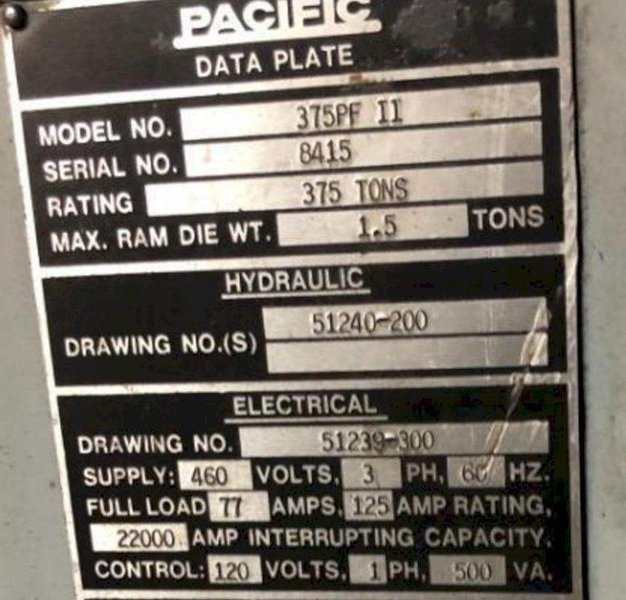 PACIFIC
DATA PLATE
MODEL NO. 375PF II
SERIAL NO. 8415
RATING 375 TONS
MAX. RAM DIE WT. 1.5 TONS
HYDRAULIC
DRAWING NO.(S) 51240-200
ELECTRICAL
DRAWING NO. 51239-300
SUPPLY: 460 VOLTS, 3 PH, 60 HZ.
FULL LOAD 77 AMPS, 125 AMP RATING,
22000 AMP INTERRUPTING CAPACITY.
CONTROL: 120 VOLTS, 1 PH, 500 VA.